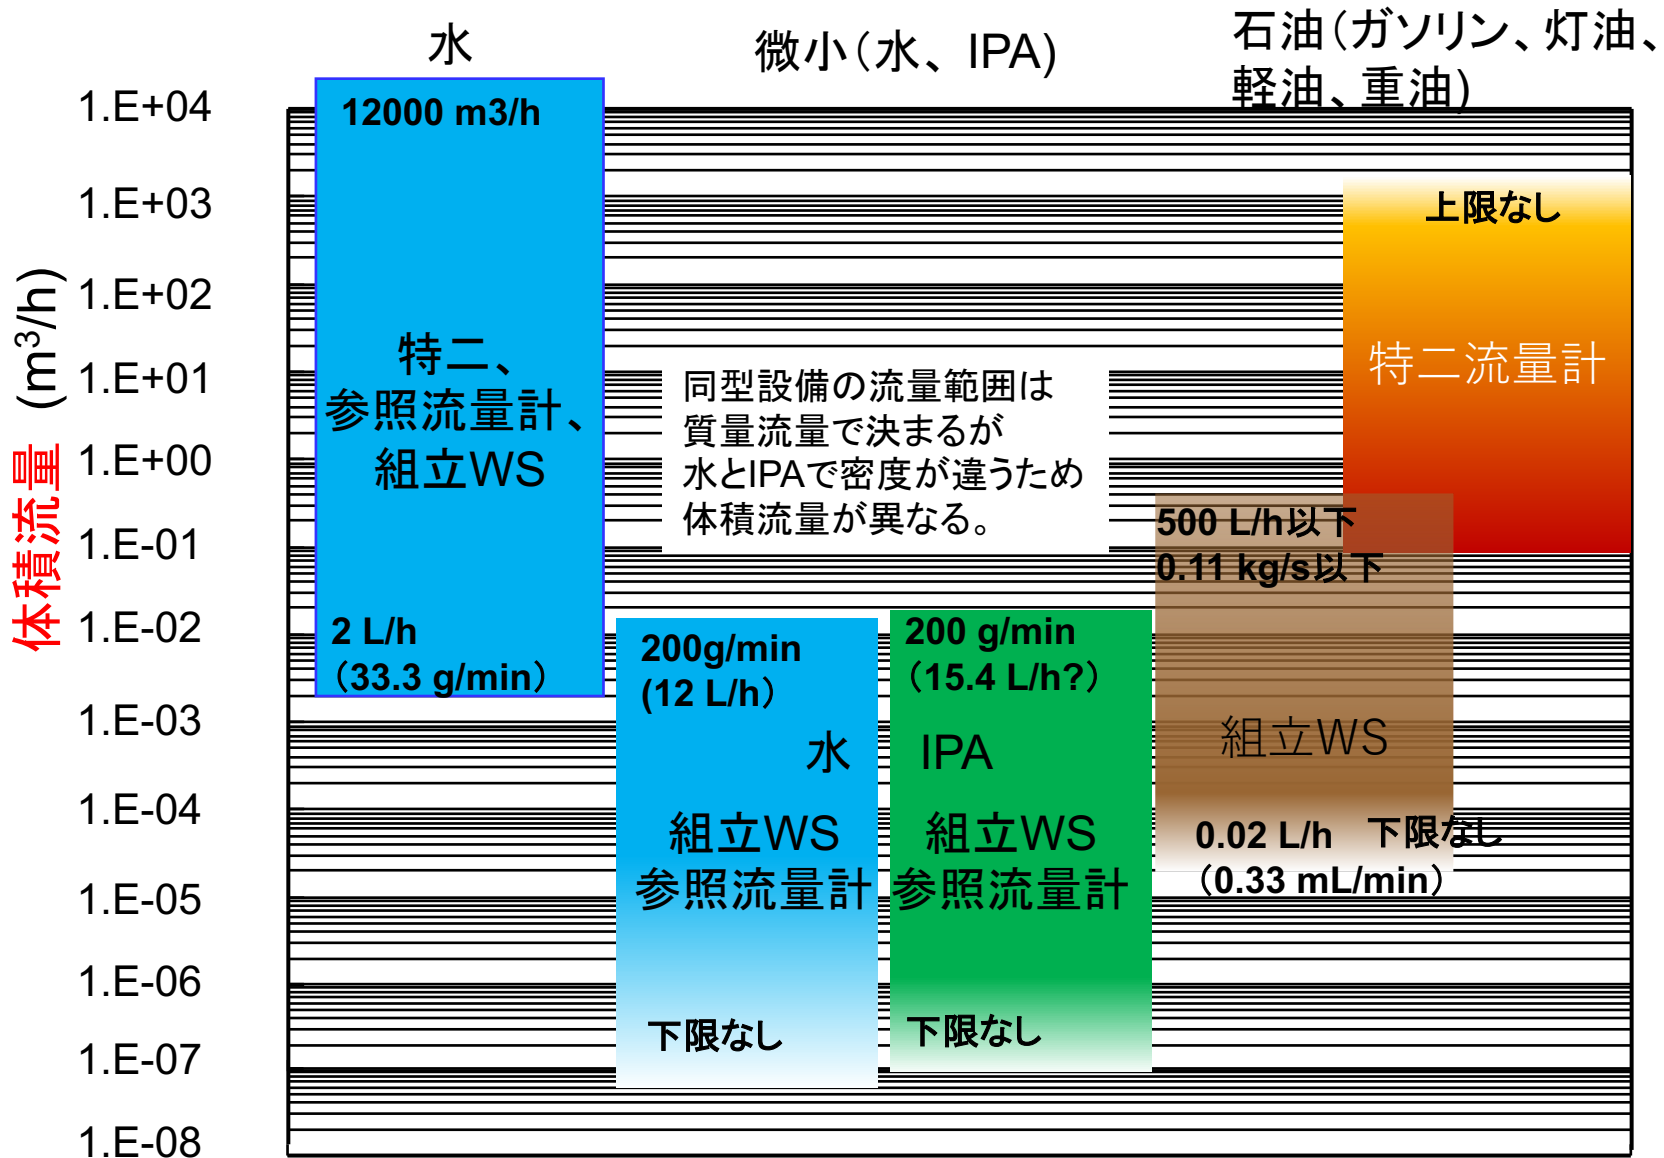 水
微小（水、IPA)
石油（ガソリン、灯油、
軽油、重油)
体積流量 (m³/h)
1.E+04
1.E+03
1.E+02
1.E+01
1.E+00
1.E-01
1.E-02
1.E-03
1.E-04
1.E-05
1.E-06
1.E-07
1.E-08
12000 m3/h
特二、
参照流量計、
組立WS
2 L/h
（33.3 g/min）
同型設備の流量範囲は
質量流量で決まるが
水とIPAで密度が違うため
体積流量が異なる。
200g/min
(12 L/h）
水
組立WS
参照流量計
下限なし
200 g/min
（15.4 L/h?）
IPA
組立WS
参照流量計
下限なし
500 L/h以下
0.11 kg/s以下
組立WS
0.02 L/h 下限なし
（0.33 mL/min）
上限なし
特二流量計